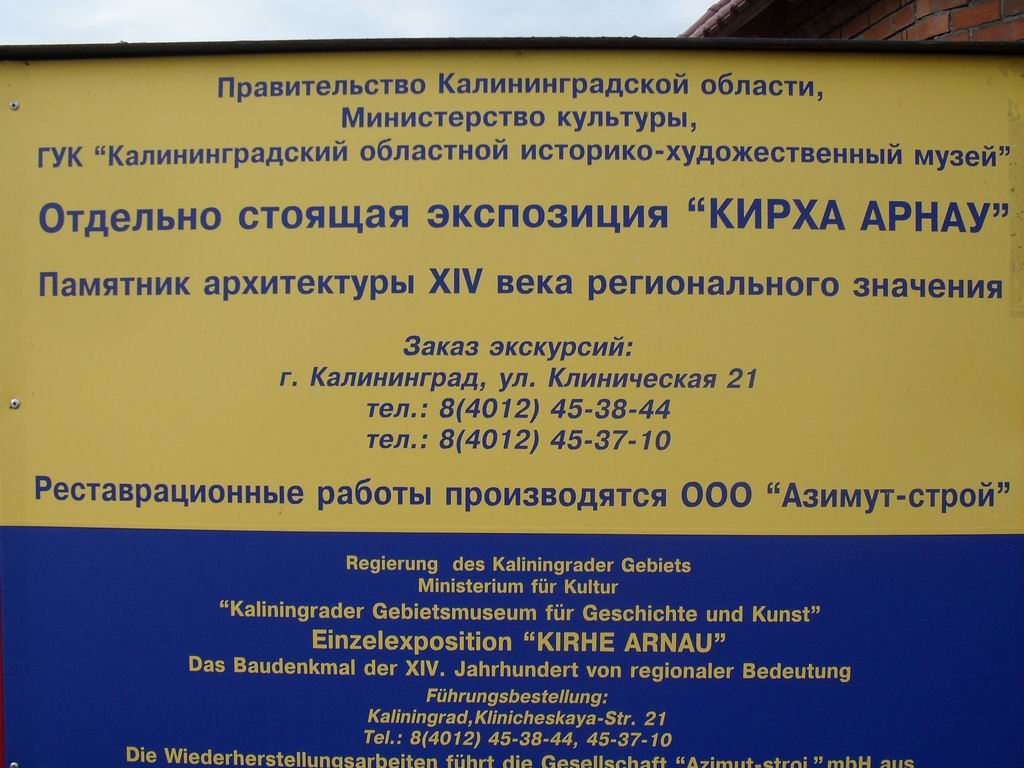 Правительство Калининградской области,
Министерство культуры,
ГУК “Калининградский областной историко-художественный музей”
Отдельно стоящая экспозиция “КИРХА АРНАУ”
Памятник архитектуры XIV века регионального значения
Заказ экскурсий:
г. Калининград, ул. Клиническая 21
тел.: 8(4012) 45-38-44
тел.: 8(4012) 45-37-10
Реставрационные работы производятся ООО “Азимут-строй”
Regierung des Kaliningrader Gebiets
Ministerium für Kultur
“Kaliningrader Gebietsmuseum für Geschichte und Kunst”
Einzelexposition “KIRHE ARNAU”
Das Baudenkmal der XIV. Jahrhundert von regionaler Bedeutung
Führungsbestellung:
Kaliningrad,Klinicheskaya-Str. 21
Tel.: 8(4012) 45-38-44, 45-37-10
Die Wiederherstellungsarbeiten führt die Gesellschaft “Azimut-stroj” mbH aus